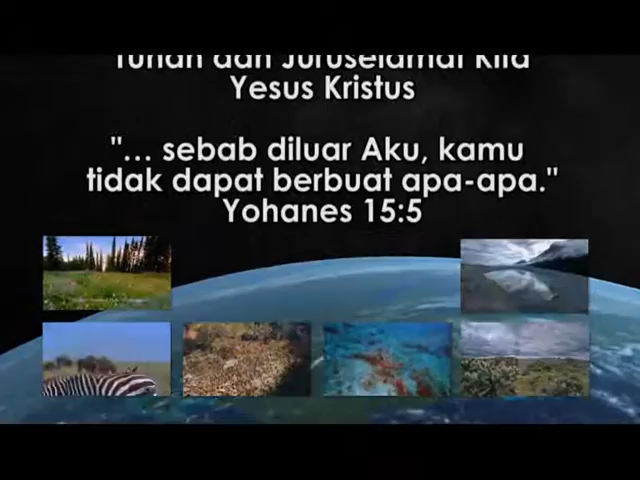 Tuhan dan Juruselamat Kita
Yesus Kristus
"... sebab diluar Aku, kamu
tidak dapat berbuat apa-apa."
Yohanes 15:5